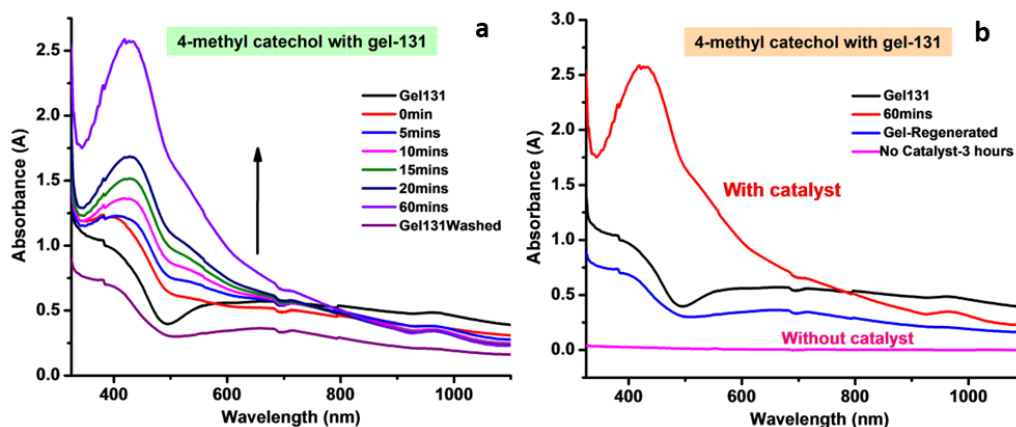 4-methyl catechol with gel-131
a
Gel131
0min
5mins
10mins
15mins
20mins
60mins
Gel131Washed
2.5
2.0
1.5
1.0
0.5
0.0
Absorbance (A)
400 600 800 1000
Wavelength (nm)
4-methyl catechol with gel-131
b
Gel131
60mins
Gel-Regenerated
No Catalyst-3 hours
With catalyst
Without catalyst
3.0
2.5
2.0
1.5
1.0
0.5
0.0
Absorbance (A)
400 600 800 1000
Wavelength (nm)